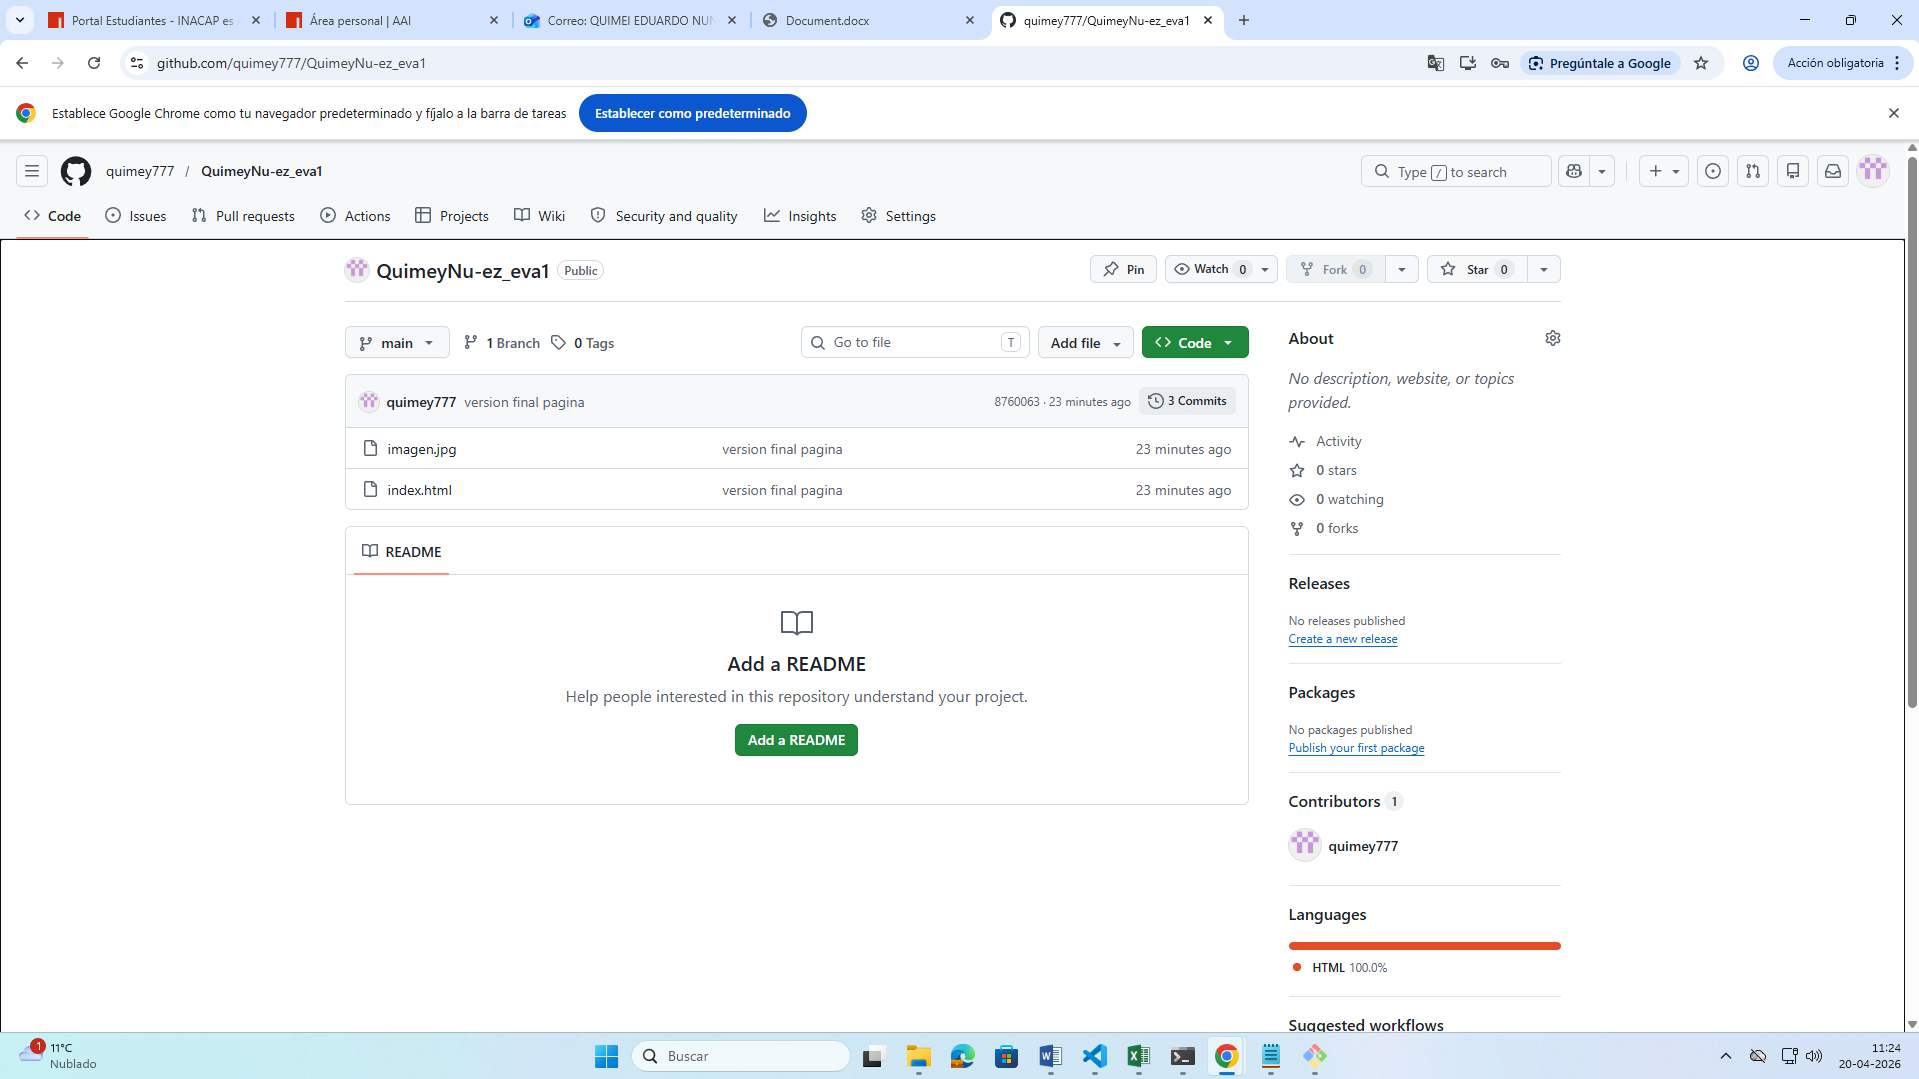 Portal Estudiantes - INACAP es
Área personal | AAI
Correo: QUIMEI EDUARDO NUN
Document.docx
quimey777/QuimeyNu-ez_eva1
github.com/quimey777/QuimeyNu-ez_eva1
Pregúntale a Google
Acción obligatoria
Establece Google Chrome como tu navegador predeterminado y fíjalo a la barra de tareas
Establecer como predeterminado
quimey777 / QuimeyNu-ez_eva1
Type / to search
Code
Issues
Pull requests
Actions
Projects
Wiki
Security and quality
Insights
Settings
QuimeyNu-ez_eva1
Public
Pin
Watch 0
Fork 0
Star 0
main
1 Branch
0 Tags
Go to file
T
Add file
Code
quimey777 version final pagina
8760063 · 23 minutes ago
3 Commits
imagen.jpg
version final pagina
23 minutes ago
index.html
version final pagina
23 minutes ago
README
Add a README
Help people interested in this repository understand your project.
Add a README
About
No description, website, or topics
provided.
Activity
0 stars
0 watching
0 forks
Releases
No releases published
Create a new release
Packages
No packages published
Publish your first package
Contributors 1
quimey777
Languages
HTML 100.0%
Suggested workflows
1
11°C
Nublado
Buscar
11:24
20-04-2026